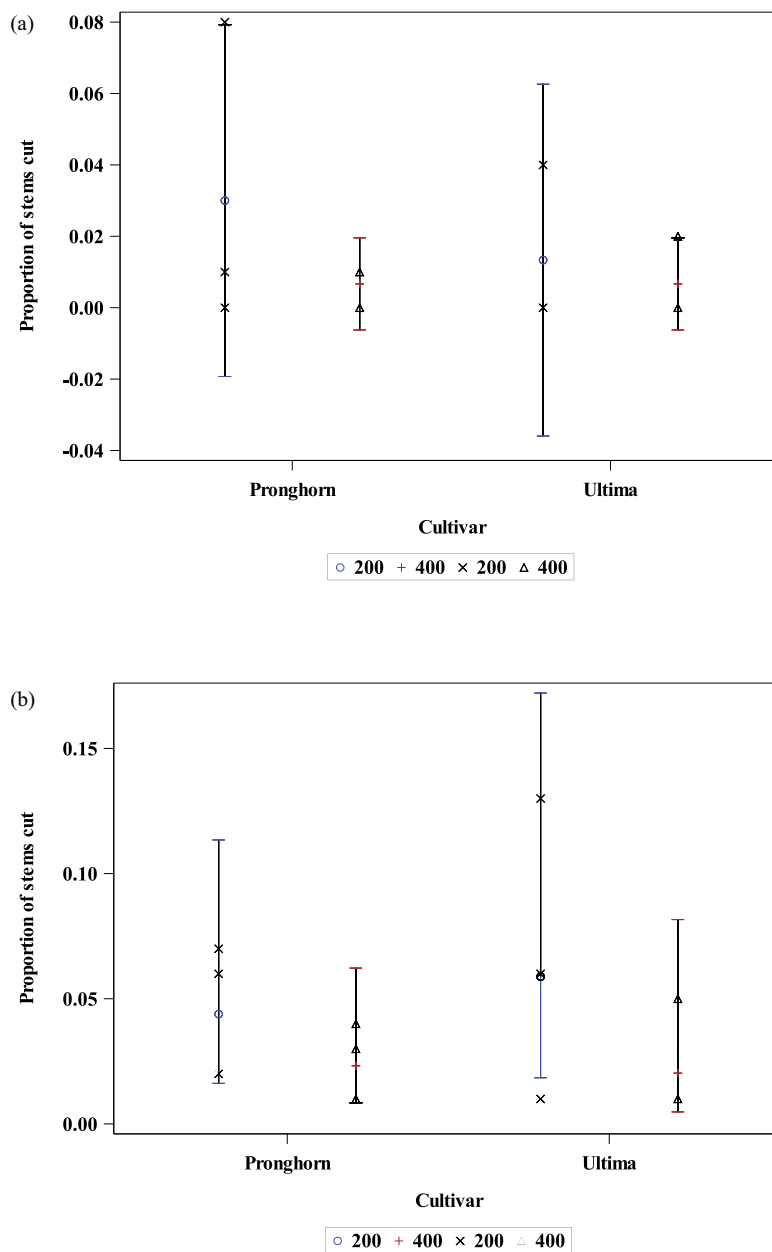 (a)
Proportion of stems cut
0.08
0.06
0.04
0.02
0.00
-0.02
-0.04
Pronghorn Ultima
Cultivar
200 400 200 400
(b)
Proportion of stems cut
0.15
0.10
0.05
0.00
Pronghorn Ultima
Cultivar
200 400 200 400